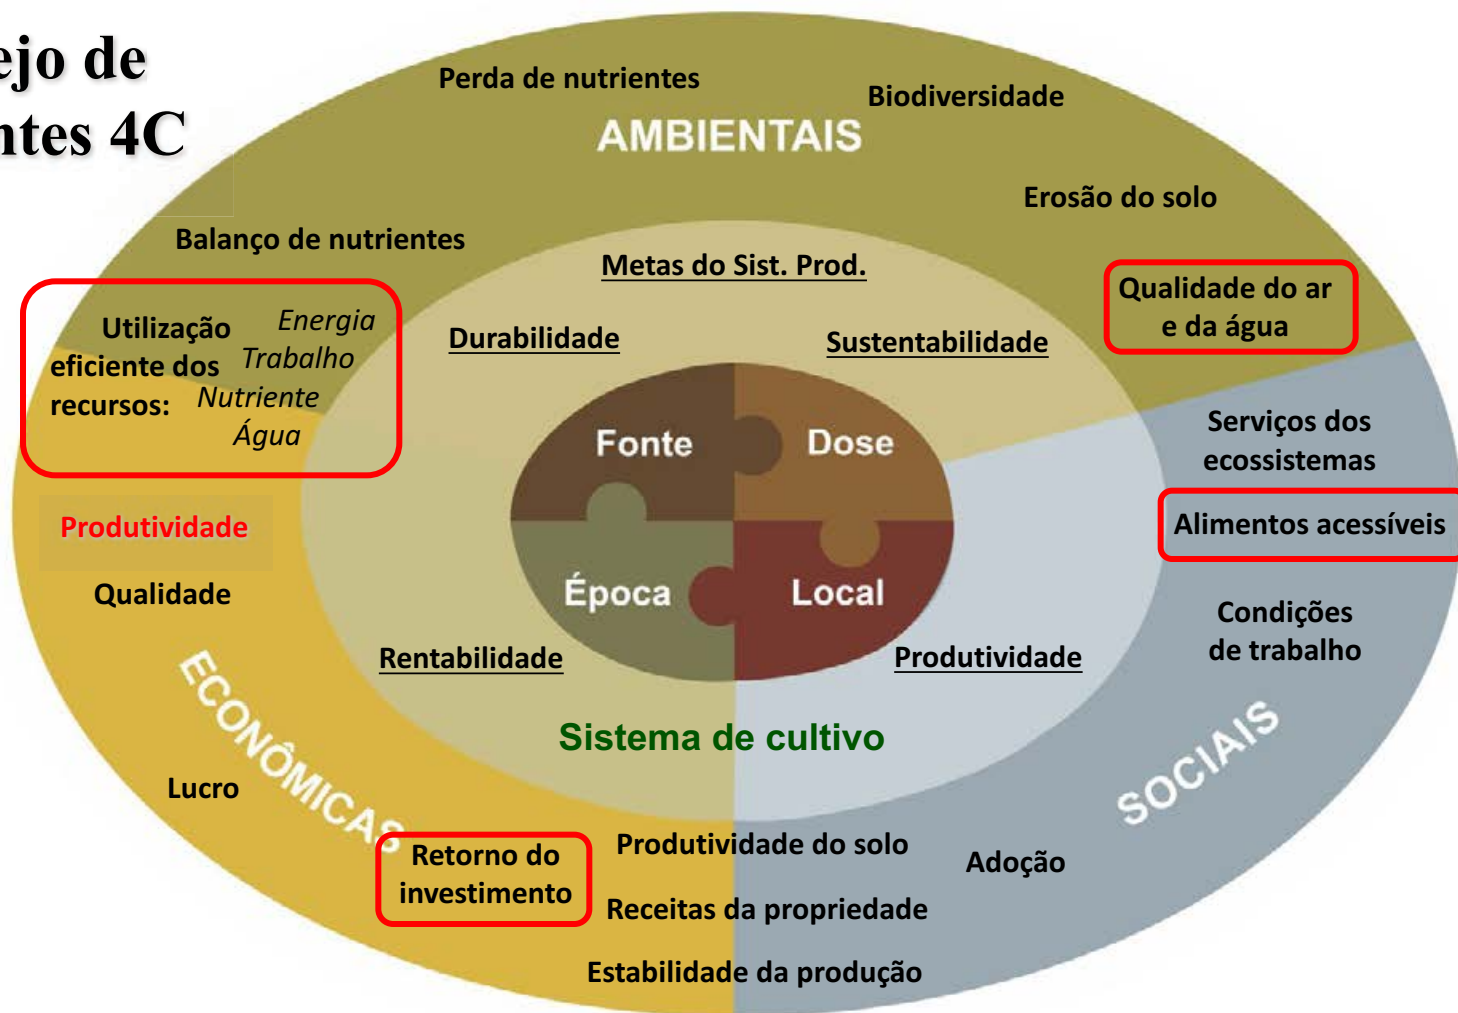 ejo de
ntes 4C
Perda de nutrientes
Biodiversidade
AMBIENTAIS
Erosão do solo
Balanço de nutrientes
Metas do Sist. Prod.
Qualidade do ar
e da água
Utilização
eficiente dos
recursos:
Energia
Trabalho
Nutriente
Água
Durabilidade
Sustentabilidade
Fonte
Dose
Época
Local
Serviços dos
ecossistemas
Produtividade
Alimentos acessíveis
Qualidade
Condições
de trabalho
Rentabilidade
Produtividade
Sistema de cultivo
ECONÔMICAS
SOCIAIS
Lucro
Retorno do
investimento
Produtividade do solo
Adoção
Receitas da propriedade
Estabilidade da produção